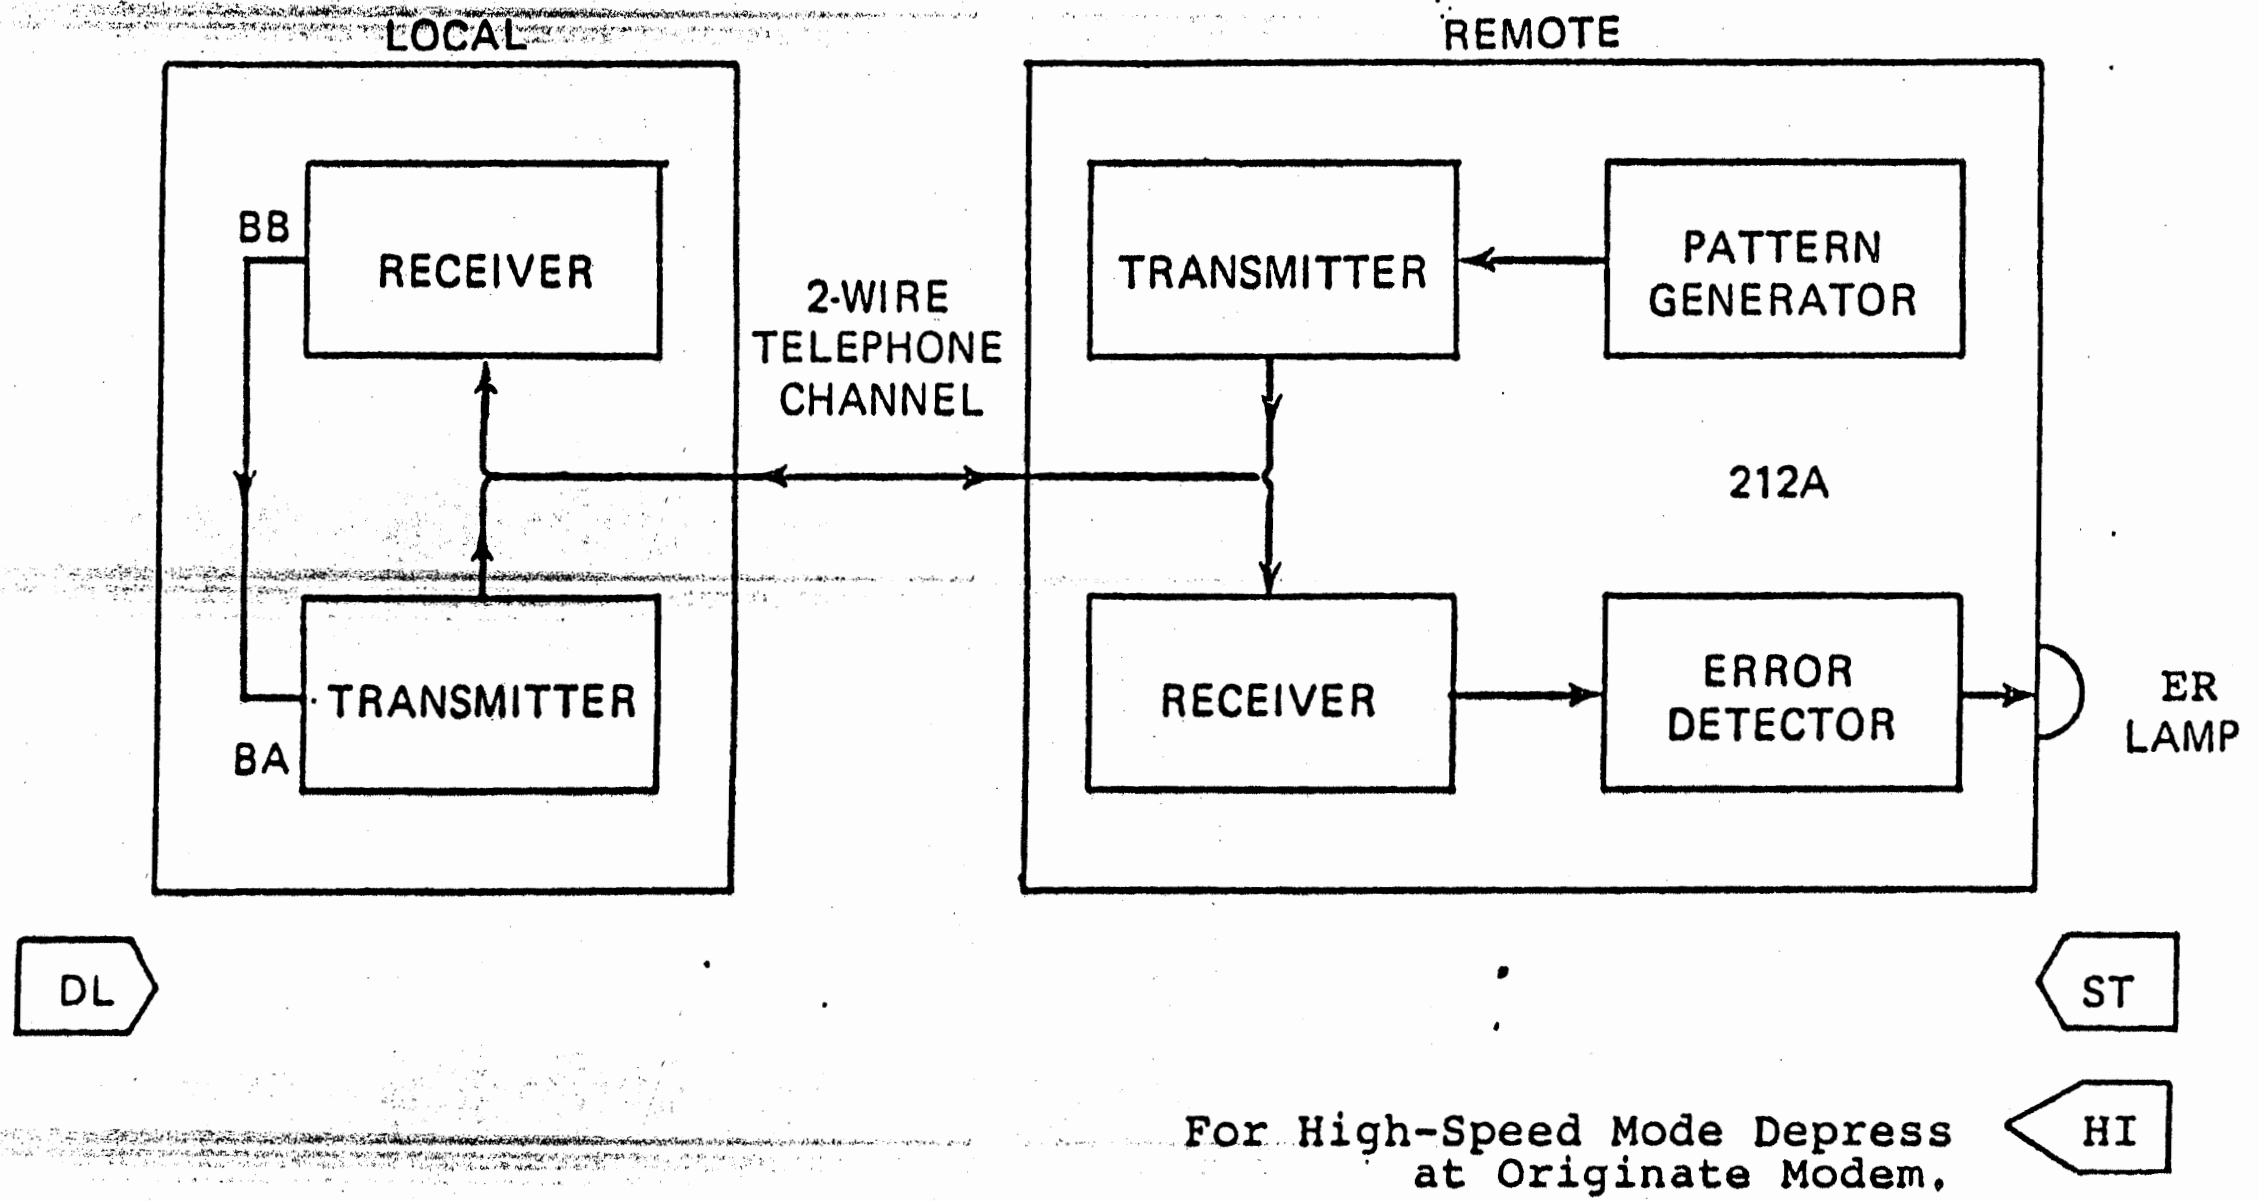 LOCAL
REMOTE
BB
RECEIVER
2-WIRE
TELEPHONE
CHANNEL
TRANSMITTER
PATTERN
GENERATOR
212A
TRANSMITTER
BA
RECEIVER
ERROR
DETECTOR
ER
LAMP
DL
ST
For High-Speed Mode Depress
at Originate Modem.
HI